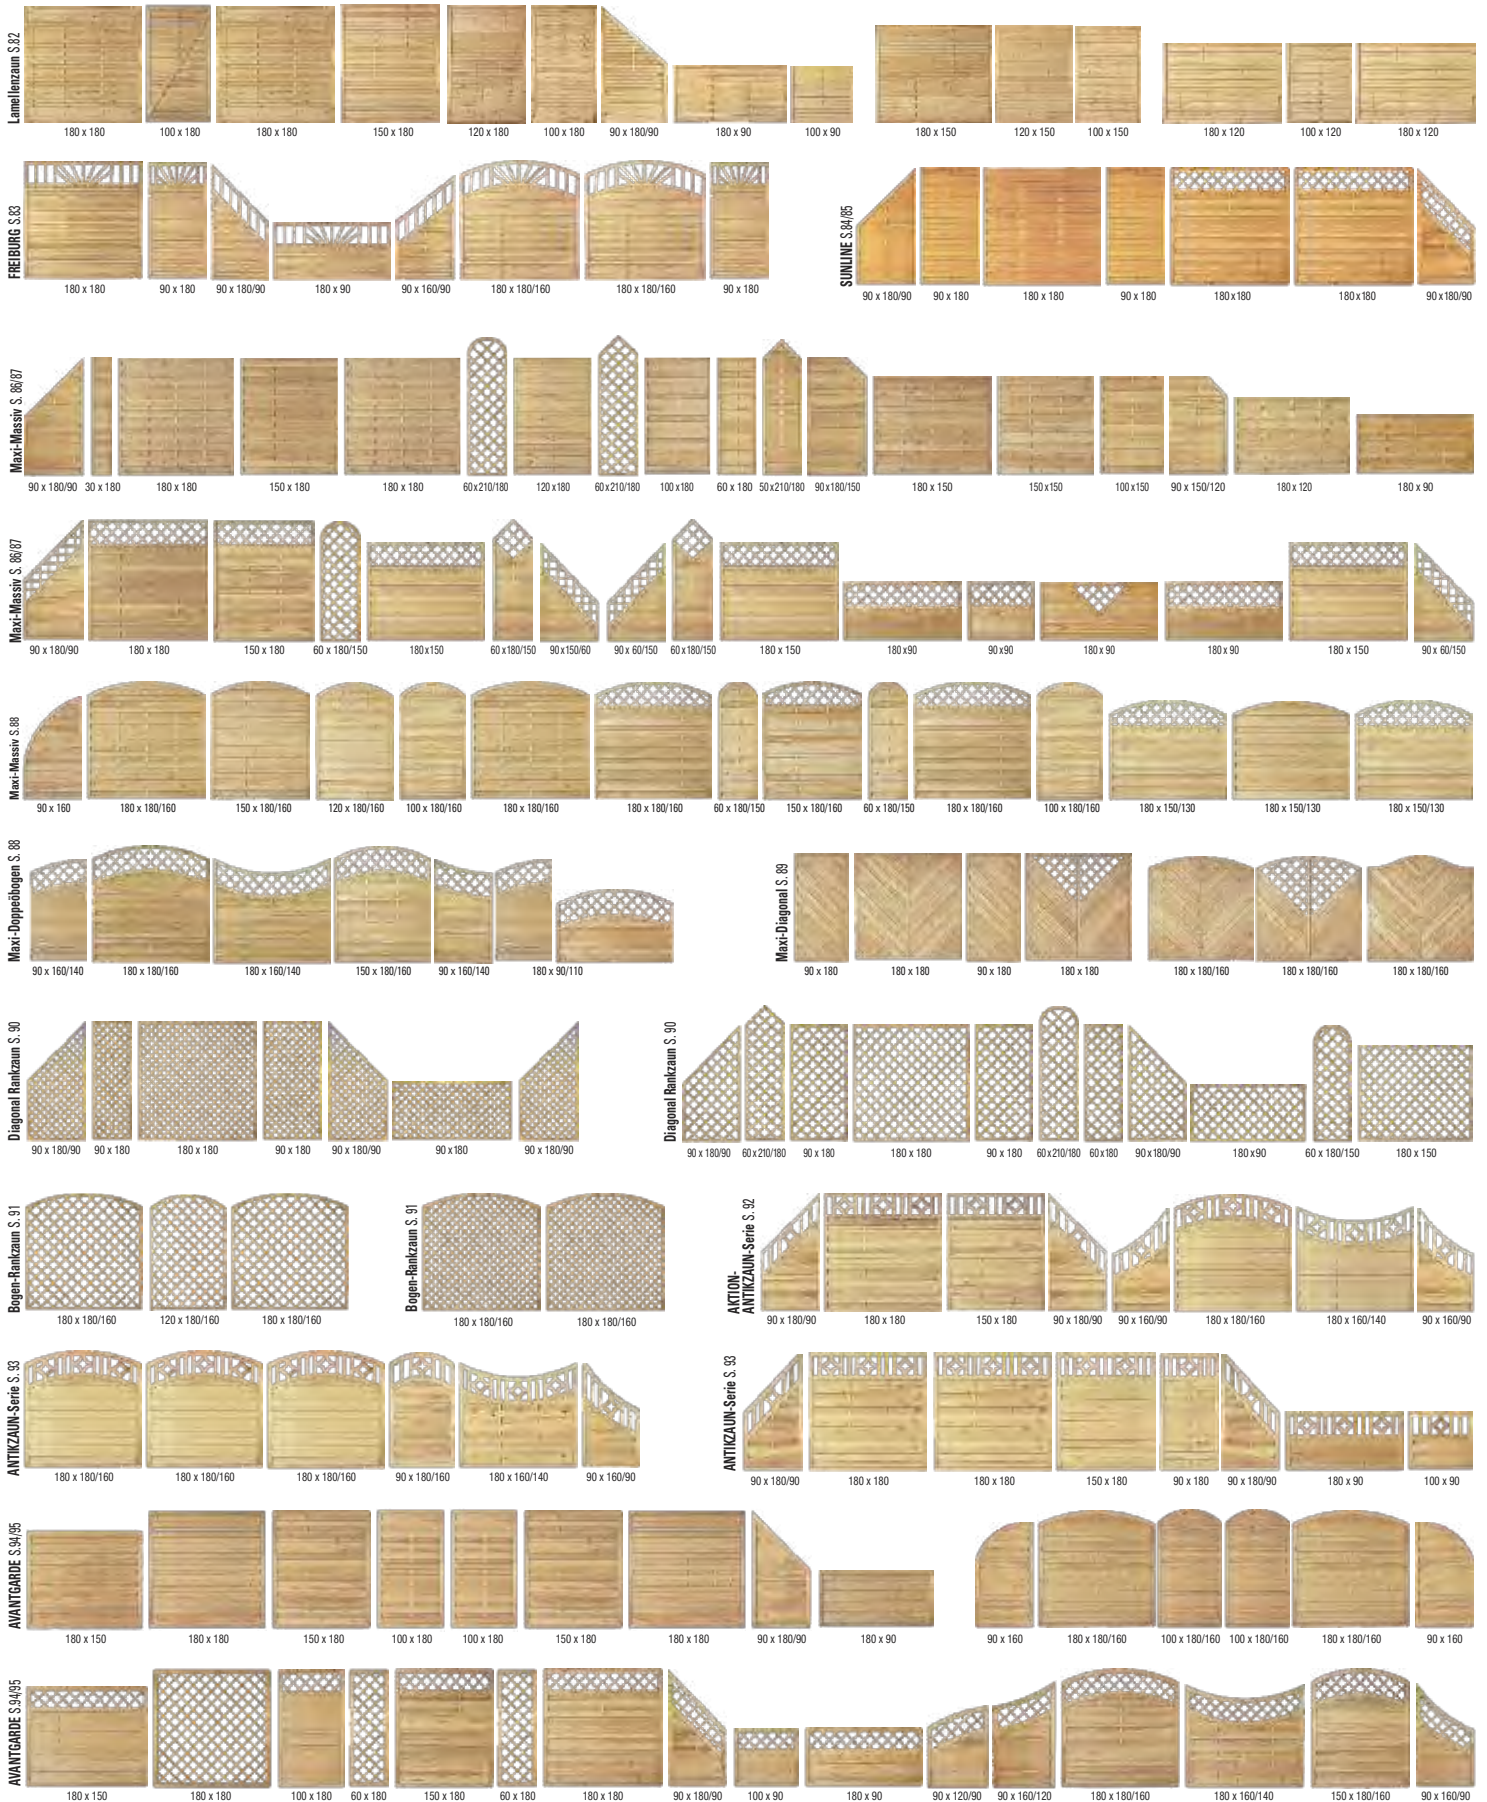 Lamellenzaun S.82
180 x 180
100 x 180
180 x 180
150 x 180
120 x 180
100 x 180
90 x 180/90
180 x 90
100 x 90
180 x 150
120 x 150
100 x 150
180 x 120
100 x 120
180 x 120
FREIBURG S.83
180 x 180
90 x 180
90 x 180/90
180 x 90
90 x 160/90
180 x 180/160
180 x 180/160
90 x 180
SUNLINE S.84/85
90 x 180/90
90 x 180
180 x 180
90 x 180
180 x180
180 x180
90 x180/90
Maxi-Massiv S. 86/87
90 x 180/90
30 x 180
180 x 180
150 x 180
180 x 180
60x210/180
120 x180
60x210/180
100 x180
60 x 180
50x210/180
90x180/150
180 x 150
150 x150
100 x150
90 x 150/120
180 x 120
180 x 90
Maxi-Massiv S. 86/87
90 x 180/90
180 x 180
150 x 180
60 x 180/150
180 x150
60 x180/150
90x150/60
90 x 60/150
60x180/150
180 x 150
180 x90
90 x90
180 x 90
180 x 90
180 x 150
90 x 60/150
Maxi-Massiv S.88
90 x 160
180 x 180/160
150 x 180/160
120 x 180/160
100 x 180/160
180 x 180/160
180 x 180/160
60 x 180/150
150 x 180/160
60 x 180/150
180 x 180/160
100 x 180/160
180 x 150/130
180 x 150/130
180 x 150/130
Maxi-Doppeöbogen S. 88
90 x 160/140
180 x 180/160
180 x 160/140
150 x 180/160
90 x 160/140
180 x 90/110
Maxi-Diagonal S. 89
90 x 180
180 x 180
90 x 180
180 x 180
180 x 180/160
180 x 180/160
180 x 180/160
Diagonal Rankzaun S. 90
90 x 180/90
90 x 180
180 x 180
90 x 180
90 x 180/90
90 x180
90 x 180/90
Diagonal Rankzaun S. 90
90 x 180/90
60x210/180
90 x 180
180 x 180
90 x 180
60x210/180
60 x180
90 x180/90
180 x90
60 x 180/150
180 x 150
Bogen-Rankzaun S. 91
180 x 180/160
120 x 180/160
180 x 180/160
Bogen-Rankzaun S. 91
180 x 180/160
180 x 180/160
AKTION-
ANTIKZAUN-Serie S. 92
90 x 180/90
180 x 180
150 x 180
90 x 180/90
90 x 160/90
180 x 180/160
180 x 160/140
90 x 160/90
ANTIKZAUN-Serie S. 93
180 x 180/160
180 x 180/160
180 x 180/160
90 x 180/160
180 x 160/140
90 x 160/90
ANTIKZAUN-Serie S. 93
90 x 180/90
180 x 180
180 x 180
150 x 180
90 x 180
90 x 180/90
180 x 90
100 x 90
AVANTGARDE S.94/95
180 x 150
180 x 180
150 x 180
100 x 180
100 x 180
150 x 180
180 x 180
90 x 180/90
180 x 90
90 x 160
180 x 180/160
100 x 180/160
100 x 180/160
180 x 180/160
90 x 160
AVANTGARDE S.94/95
180 x 150
180 x 180
100 x 180
60 x 180
150 x 180
60 x 180
180 x 180
90 x 180/90
100 x 90
180 x 90
90 x 120/90
90 x 160/120
180 x 180/160
180 x 160/140
150 x 180/160
90 x 160/90